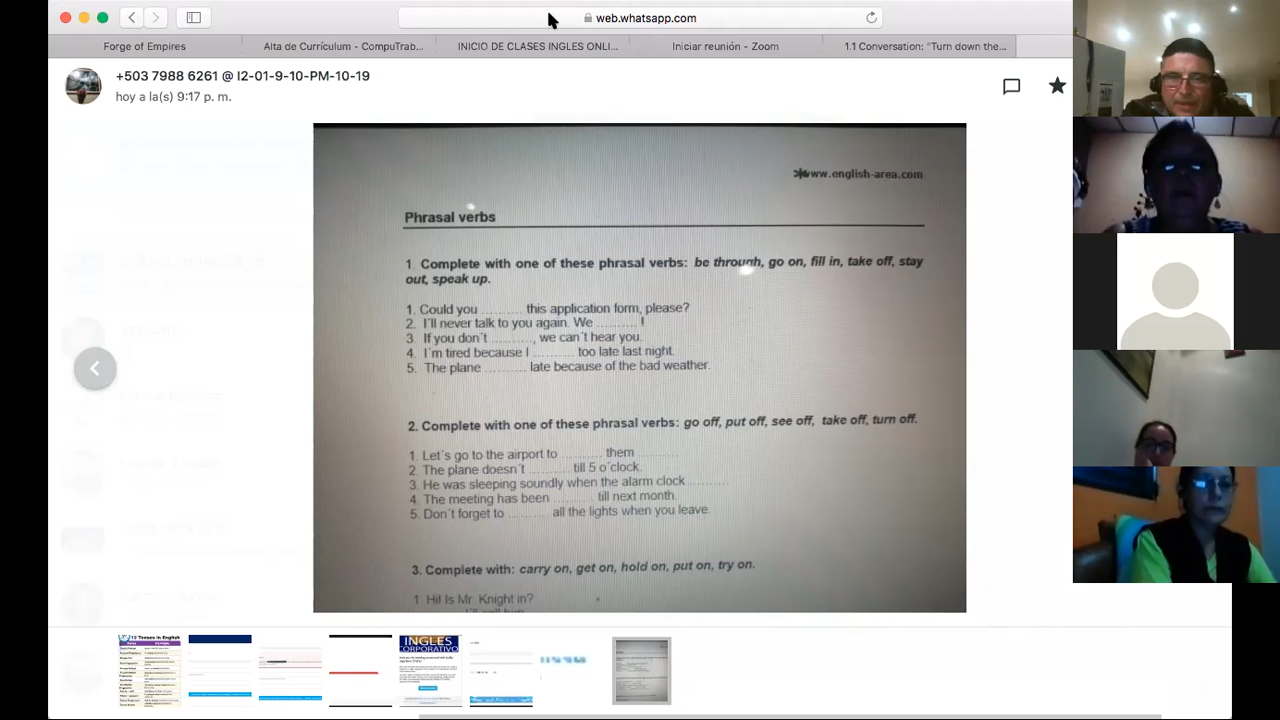 web.whatsapp.com
Forge of Empires
Alta de Currículum - CompuTrab...
INICIO DE CLASES INGLES ONLI...
Iniciar reunión - Zoom
1.1 Conversation: “Turn down the...
+503 7988 6261 @ I2-01-9-10-PM-10-19
hoy a la(s) 9:17 p. m.
www.english-area.com
Phrasal verbs
1. Complete with one of these phrasal verbs: be through, go on, fill in, take off, stay
out, speak up.
1. Could you .......... this application form, please?
2. I´ll never talk to you again. We .......... !
3. If you don´t .........., we can´t hear you.
4. I´m tired because I .......... too late last night.
5. The plane .......... late because of the bad weather.
2. Complete with one of these phrasal verbs: go off, put off, see off, take off, turn off.
1. Let´s go to the airport to .......... them ..........
2. The plane doesn´t .......... till 5 o´clock.
3. He was sleeping soundly when the alarm clock ..........
4. The meeting has been .......... till next month.
5. Don´t forget to .......... all the lights when you leave.
3. Complete with: carry on, get on, hold on, put on, try on.
1 Hi! Is Mr. Knight in?
12 Tenses in English
INGLES
CORPORATIVO